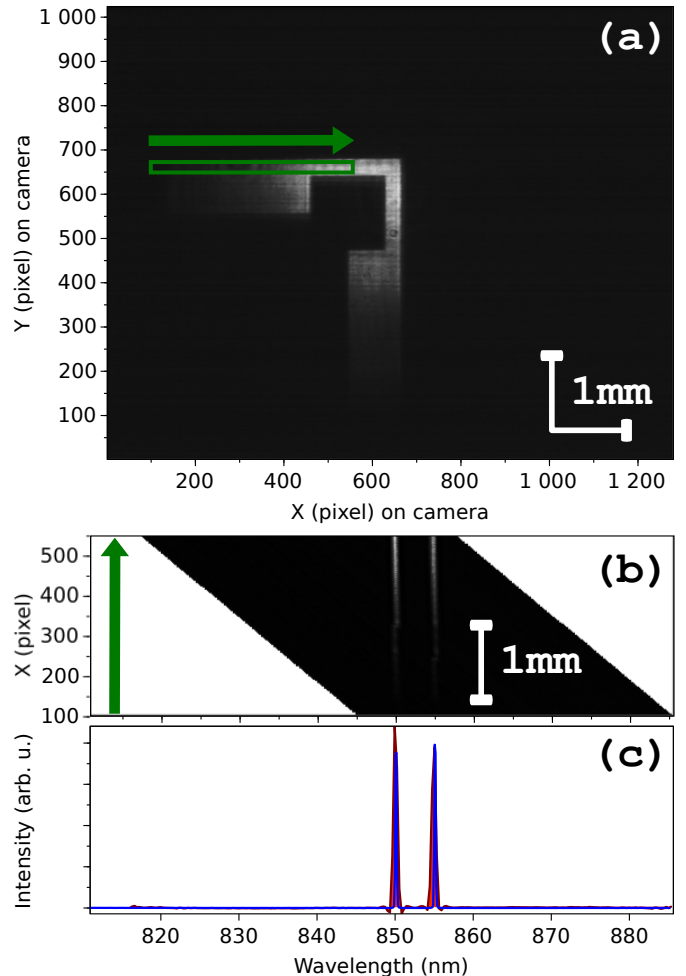 1 000
(a)
900
800
700
600
500
400
300
200
100
Y (pixel) on camera
1mm
200 400 600 800 1 000 1 200
X (pixel) on camera
500
400
300
200
100
X (pixel)
(b)
1mm
(c)
Intensity (arb. u.)
820 830 840 850 860 870 880
Wavelength (nm)